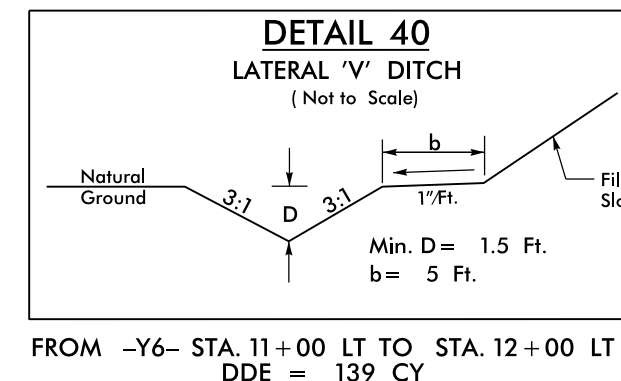 DETAIL 40
LATERAL 'V' DITCH
( Not to Scale)
b
Natural
Ground
3:1
D
3:1
1"/Ft.
Min. D = 1.5 Ft.
b = 5 Ft.
FROM -Y6- STA. 11+00 LT TO STA. 12+00 LT
DDE = 139 CY